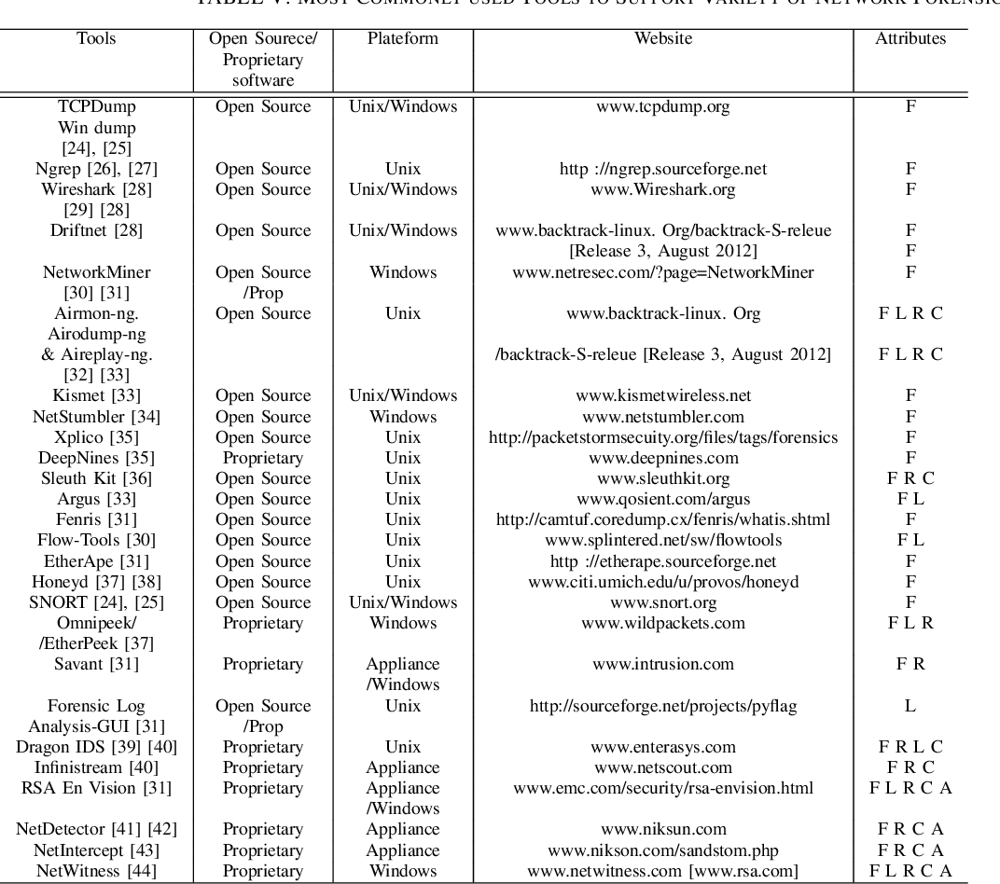 TABLE V: MOST COMMONLY USED TOOLS TO SUPPORT VARIETY OF NETWORK FORENSIC
Tools Open Sourece/ Plateform Website Attributes
Proprietary
software
TCPDump Open Source Unix/Windows www.tcpdump.org F
Win dump
[24], [25]
Ngrep [26], [27] Open Source Unix http ://ngrep.sourceforge.net F
Wireshark [28] Open Source Unix/Windows www.Wireshark.org F
[29] [28]
Driftnet [28] Open Source Unix/Windows www.backtrack-linux. Org/backtrack-S-releue F
[Release 3, August 2012] F
NetworkMiner Open Source Windows www.netresec.com/?page=NetworkMiner F
[30] [31] /Prop
Airmon-ng. Open Source Unix www.backtrack-linux. Org F L R C
Airodump-ng
& Aireplay-ng. /backtrack-S-releue [Release 3, August 2012] F L R C
[32] [33]
Kismet [33] Open Source Unix/Windows www.kismetwireless.net F
NetStumbler [34] Open Source Windows www.netstumbler.com F
Xplico [35] Open Source Unix http://packetstormsecuity.org/files/tags/forensics F
DeepNines [35] Proprietary Unix www.deepnines.com F
Sleuth Kit [36] Open Source Unix www.sleuthkit.org F R C
Argus [33] Open Source Unix www.qosient.com/argus F L
Fenris [31] Open Source Unix http://camtuf.coredump.cx/fenris/whatis.shtml F
Flow-Tools [30] Open Source Unix www.splintered.net/sw/flowtools F L
EtherApe [31] Open Source Unix http ://etherape.sourceforge.net F
Honeyd [37] [38] Open Source Unix www.citi.umich.edu/u/provos/honeyd F
SNORT [24], [25] Open Source Unix/Windows www.snort.org F
Omnipeek/ Proprietary Windows www.wildpackets.com F L R
/EtherPeek [37]
Savant [31] Proprietary Appliance www.intrusion.com F R
/Windows
Forensic Log Open Source Unix http://sourceforge.net/projects/pyflag L
Analysis-GUI [31] /Prop
Dragon IDS [39] [40] Proprietary Unix www.enterasys.com F R L C
Infinistream [40] Proprietary Appliance www.netscout.com F R C
RSA En Vision [31] Proprietary Appliance www.emc.com/security/rsa-envision.html F L R C A
/Windows
NetDetector [41] [42] Proprietary Appliance www.niksun.com F R C A
NetIntercept [43] Proprietary Appliance www.nikson.com/sandstom.php F R C A
NetWitness [44] Proprietary Windows www.netwitness.com [www.rsa.com] F L R C A